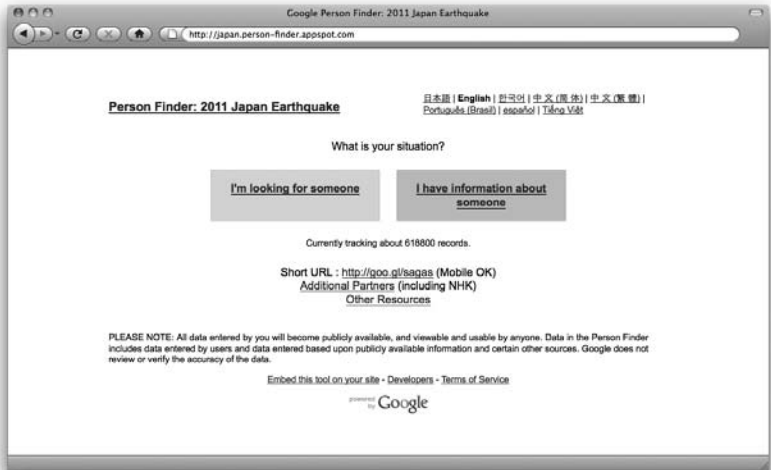 Google Person Finder: 2011 Japan Earthquake
http://japan.person-finder.appspot.com
Person Finder: 2011 Japan Earthquake
日本語 | English | 한국어 | 中文(简体) | 中文(繁體) |
Português (Brasil) | español | Tiếng Việt
What is your situation?
I'm looking for someone
I have information about
someone
Currently tracking about 618800 records.
Short URL : http://goo.gl/sagas (Mobile OK)
Additional Partners (including NHK)
Other Resources
PLEASE NOTE: All data entered by you will become publicly available, and viewable and usable by anyone. Data in the Person Finder
includes data entered by users and data entered based upon publicly available information and certain other sources. Google does not
review or verify the accuracy of the data.
Embed this tool on your site - Developers - Terms of Service
powered
by Google